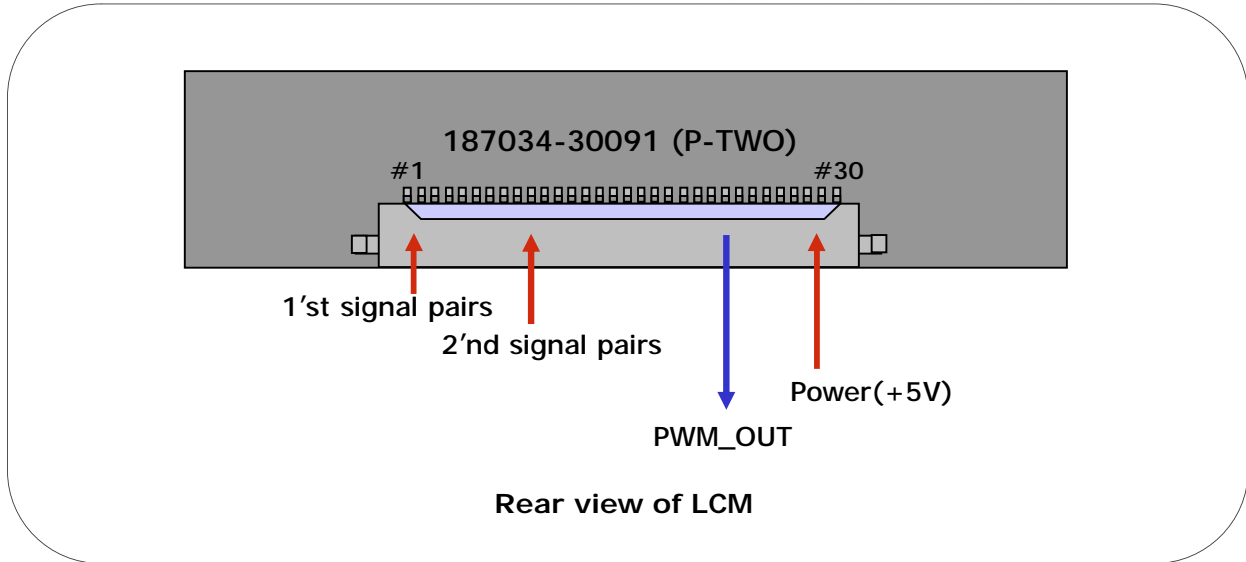 187034-30091 (P-TWO)
#1
#30
1′st signal pairs
2′nd signal pairs
Power(+5V)
PWM_OUT
Rear view of LCM